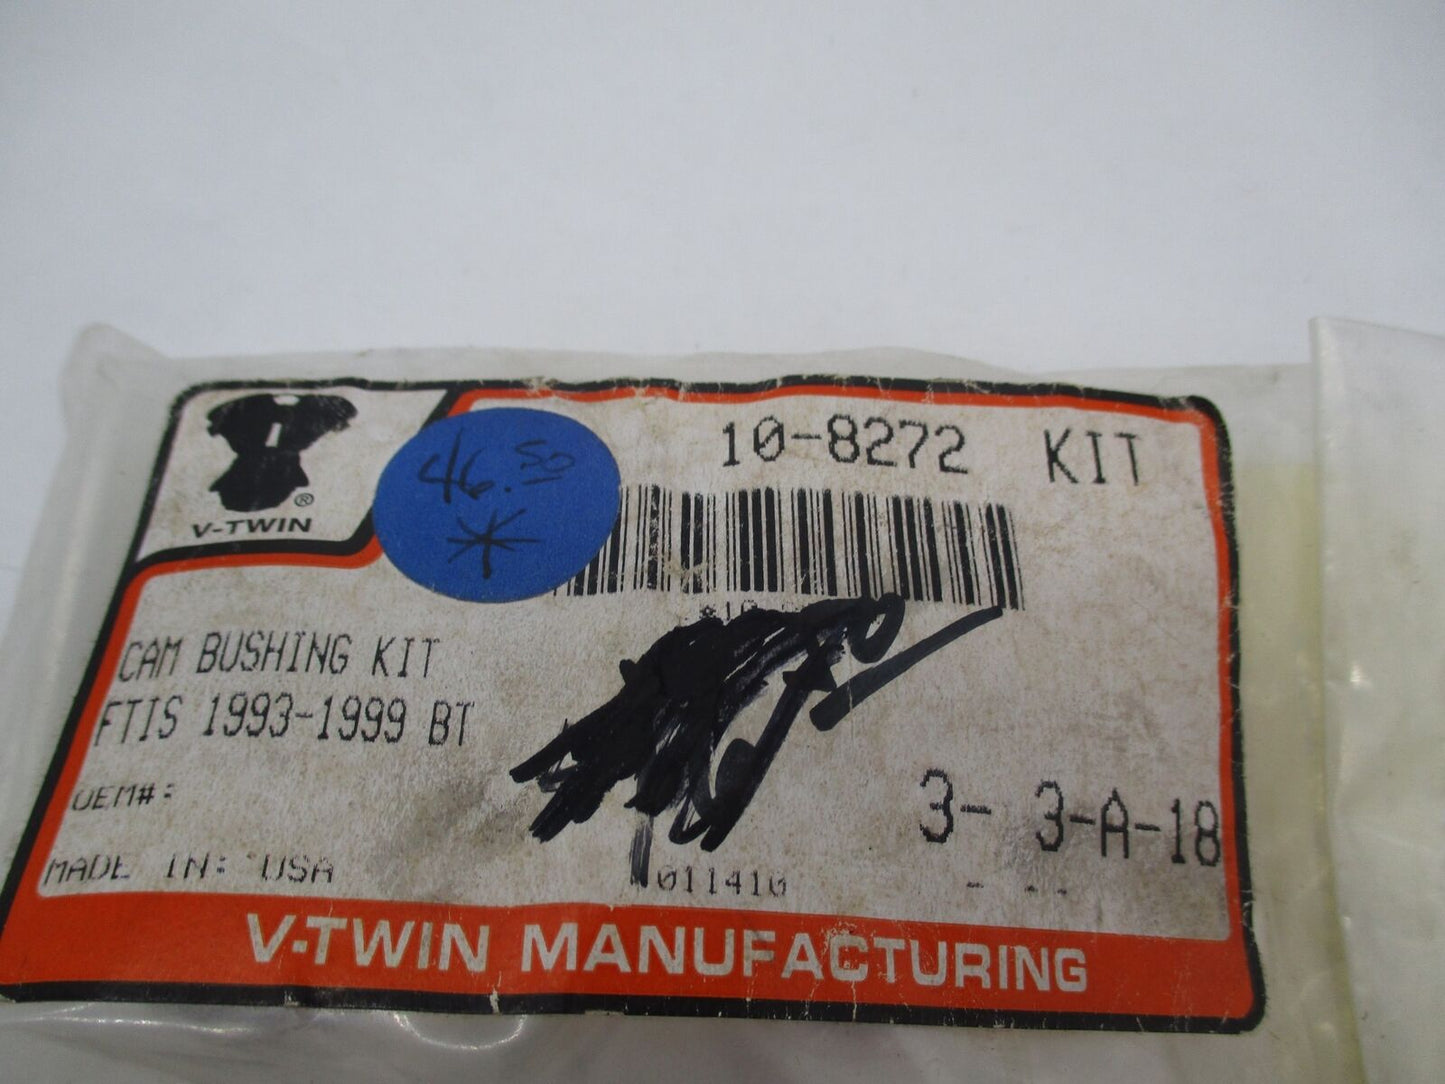 V-TWIN ®
46.50
*
10-8272 KIT
CAM BUSHING KIT
FTIS 1993-1999 BT
OEM#:
MADE IN: USA
011410
3- 3-A-18
V-TWIN MANUFACTURING